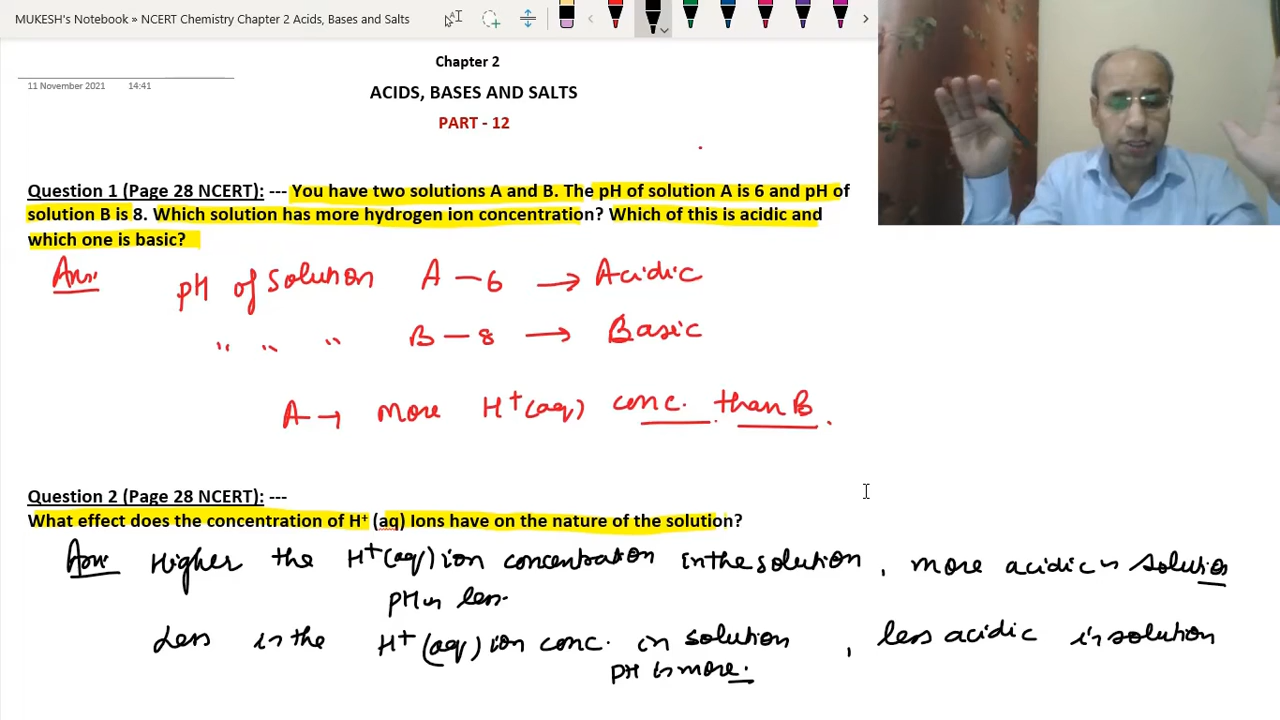 MUKESH's Notebook » NCERT Chemistry Chapter 2 Acids, Bases and Salts
11 November 2021 14:41
Chapter 2
ACIDS, BASES AND SALTS
PART - 12
Question 1 (Page 28 NCERT): --- You have two solutions A and B. The pH of solution A is 6 and pH of
solution B is 8. Which solution has more hydrogen ion concentration? Which of this is acidic and
which one is basic?
Ans. pH of solution A - 6 → Acidic
" " " B - 8 → Basic
A → more H+(aq) conc. than B.
Question 2 (Page 28 NCERT): ---
What effect does the concentration of H+ (aq) Ions have on the nature of the solution?
Ans Higher the H+(aq) ion concentration in the solution, more acidic is solution
PH is less.
Less is the H+(aq) ion conc. in solution, less acidic is solution
PH is more.